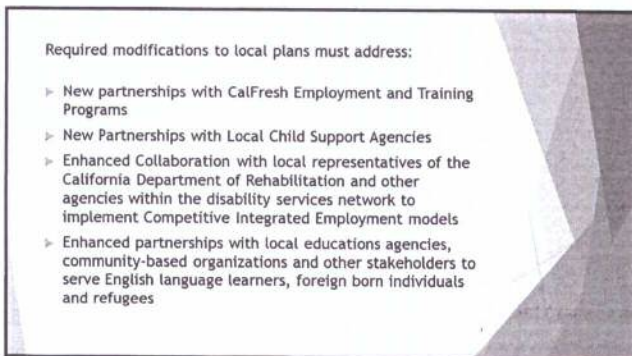 Required modifications to local plans must address:
New partnerships with CalFresh Employment and Training
Programs
New Partnerships with Local Child Support Agencies
Enhanced Collaboration with local representatives of the
California Department of Rehabilitation and other
agencies within the disability services network to
implement Competitive Integrated Employment models
Enhanced partnerships with local educations agencies,
community-based organizations and other stakeholders to
serve English language learners, foreign born individuals
and refugees